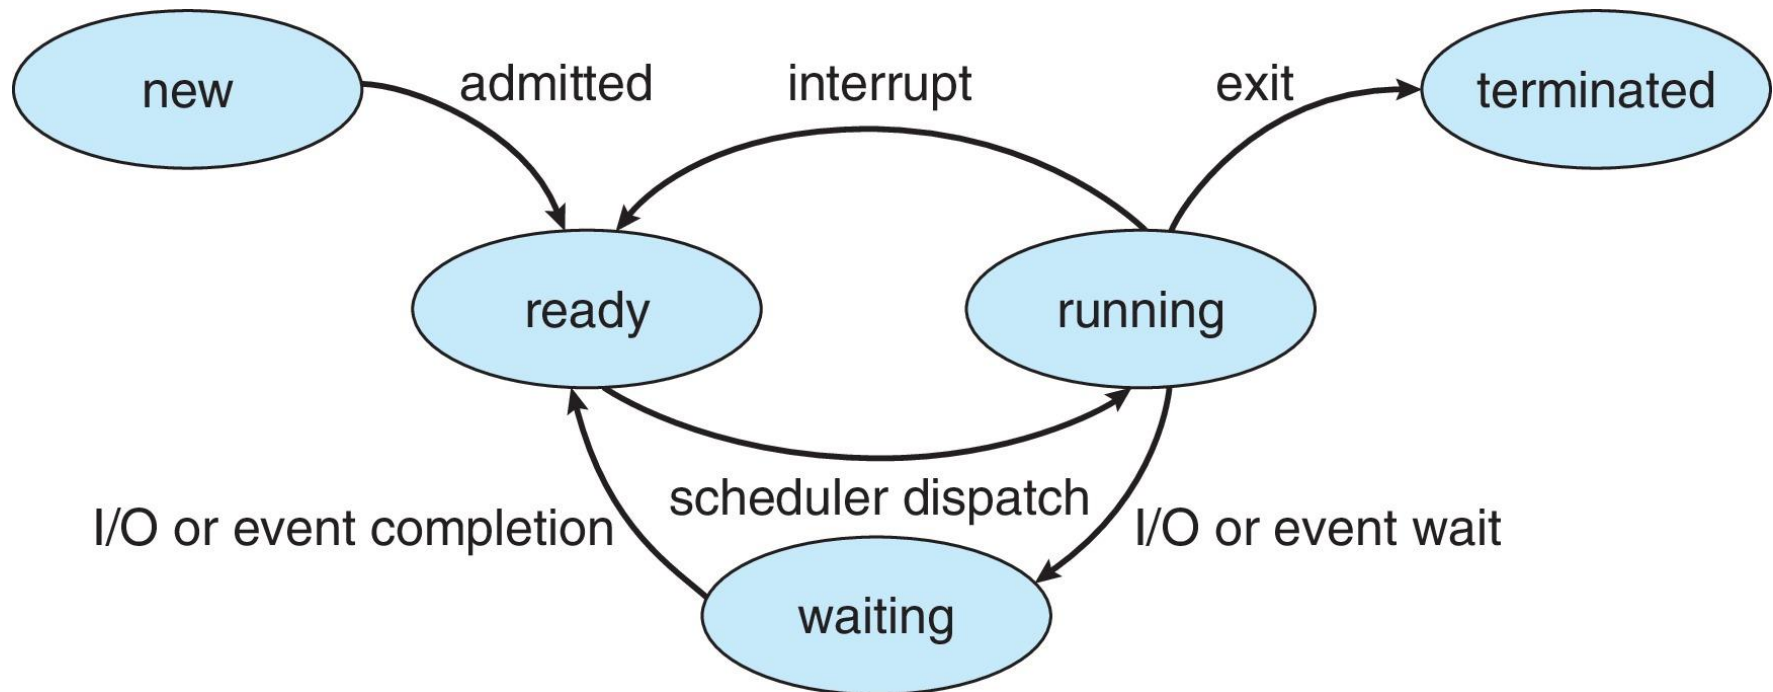 new
admitted
interrupt
exit
terminated
ready
running
scheduler dispatch
I/O or event completion
I/O or event wait
waiting